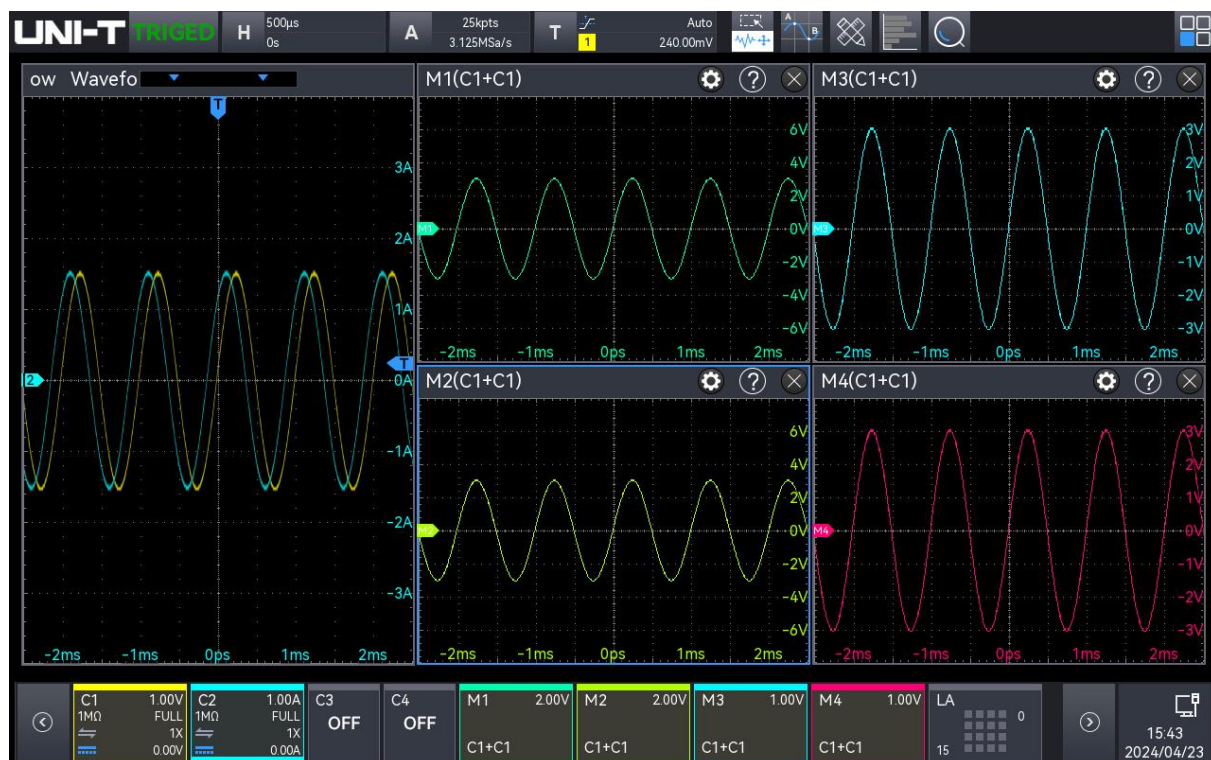 UNI-T TRIGED H 500µs 0s A 25kpts 3.125MSa/s T 1 Auto 240.00mV A B
ow Wavefo
T
3A
2A
1A
T
2 0A
-1A
-2A
-3A
-2ms -1ms 0ps 1ms 2ms
M1(C1+C1) ?
6V
4V
2V
M1 0V
-2V
-4V
-6V
-2ms -1ms 0ps 1ms 2ms
M3(C1+C1) ?
3V
2V
1V
M3 0V
-1V
-2V
-3V
-2ms -1ms 0ps 1ms 2ms
M2(C1+C1) ?
6V
4V
2V
M2 0V
-2V
-4V
-6V
-2ms -1ms 0ps 1ms 2ms
M4(C1+C1) ?
3V
2V
1V
M4 0V
-1V
-2V
-3V
-2ms -1ms 0ps 1ms 2ms
C1 1.00V
1MΩ FULL
1X
0.00V
C2 1.00A
1MΩ FULL
1X
0.00A
C3
OFF
C4
OFF
M1 2.00V
C1+C1
M2 2.00V
C1+C1
M3 1.00V
C1+C1
M4 1.00V
C1+C1
LA
0
15
15:43
2024/04/23